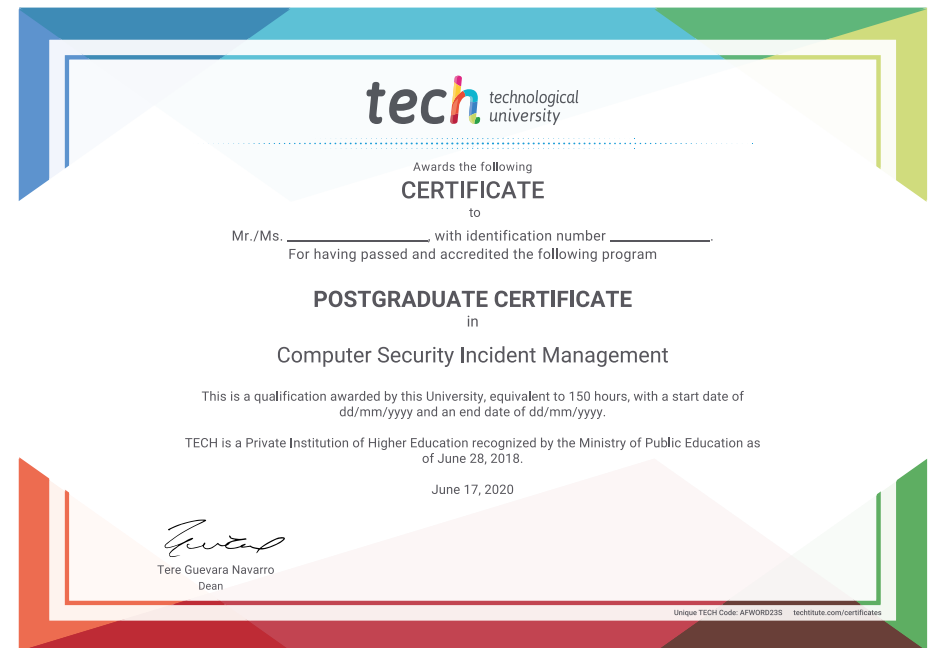 tech technological
university
Awards the following
CERTIFICATE
to
Mr./Ms. ____________________, with identification number ______________.
For having passed and accredited the following program
POSTGRADUATE CERTIFICATE
in
Computer Security Incident Management
This is a qualification awarded by this University, equivalent to 150 hours, with a start date of
dd/mm/yyyy and an end date of dd/mm/yyyy.
TECH is a Private Institution of Higher Education recognized by the Ministry of Public Education as
of June 28, 2018.
June 17, 2020
Tere Guevara Navarro
Dean
Unique TECH Code: AFWORD23S techtitute.com/certificates